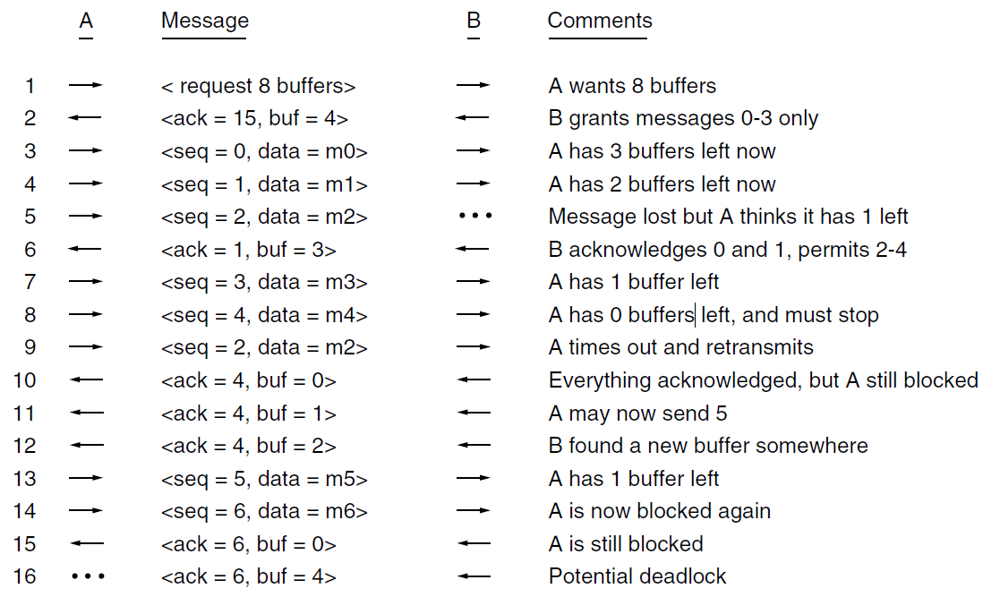 A Message B Comments
1 → < request 8 buffers> → A wants 8 buffers
2 ← <ack = 15, buf = 4> ← B grants messages 0-3 only
3 → <seq = 0, data = m0> → A has 3 buffers left now
4 → <seq = 1, data = m1> → A has 2 buffers left now
5 → <seq = 2, data = m2> ••• Message lost but A thinks it has 1 left
6 ← <ack = 1, buf = 3> ← B acknowledges 0 and 1, permits 2-4
7 → <seq = 3, data = m3> → A has 1 buffer left
8 → <seq = 4, data = m4> → A has 0 buffers left, and must stop
9 → <seq = 2, data = m2> → A times out and retransmits
10 ← <ack = 4, buf = 0> ← Everything acknowledged, but A still blocked
11 ← <ack = 4, buf = 1> ← A may now send 5
12 ← <ack = 4, buf = 2> ← B found a new buffer somewhere
13 → <seq = 5, data = m5> → A has 1 buffer left
14 → <seq = 6, data = m6> → A is now blocked again
15 ← <ack = 6, buf = 0> ← A is still blocked
16 ••• <ack = 6, buf = 4> ← Potential deadlock